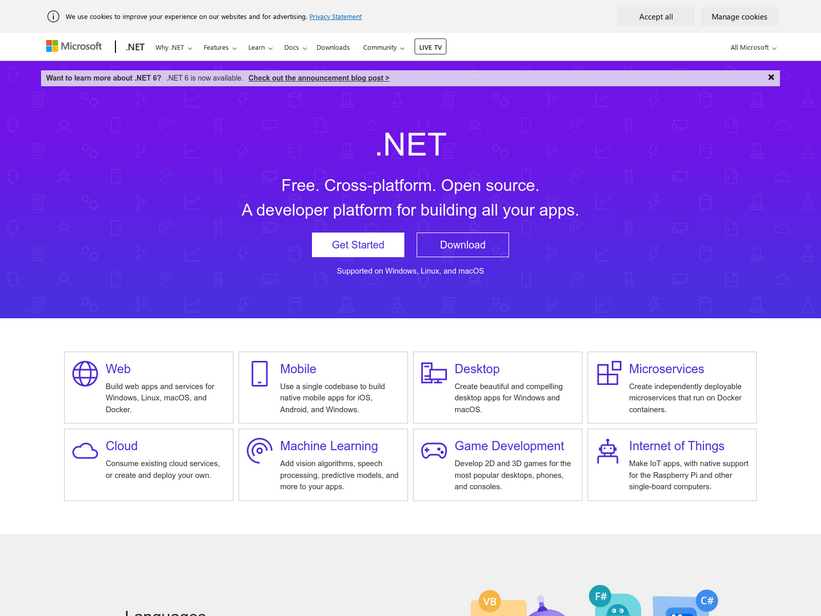 We use cookies to improve your experience on our websites and for advertising. Privacy Statement
Accept all
Manage cookies
Microsoft
.NET
Why .NET
Features
Learn
Docs
Downloads
Community
LIVE TV
All Microsoft
Want to learn more about .NET 6? .NET 6 is now available. Check out the announcement blog post >
.NET
Free. Cross-platform. Open source.
A developer platform for building all your apps.
Get Started
Download
Supported on Windows, Linux, and macOS
Web
Build web apps and services for
Windows, Linux, macOS, and
Docker.
Mobile
Use a single codebase to build
native mobile apps for iOS,
Android, and Windows.
Desktop
Create beautiful and compelling
desktop apps for Windows and
macOS.
Microservices
Create independently deployable
microservices that run on Docker
containers.
Cloud
Consume existing cloud services,
or create and deploy your own.
Machine Learning
Add vision algorithms, speech
processing, predictive models, and
more to your apps.
Game Development
Develop 2D and 3D games for the
most popular desktops, phones,
and consoles.
Internet of Things
Make IoT apps, with native support
for the Raspberry Pi and other
single-board computers.
Languages
VB
F#
C#